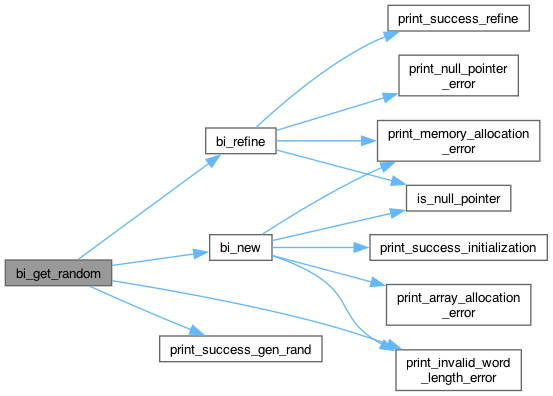 print_success_refine
print_null_pointer
_error
print_memory_allocation
_error
bi_refine
is_null_pointer
bi_new
print_success_initialization
bi_get_random
print_array_allocation
_error
print_success_gen_rand
print_invalid_word
_length_error